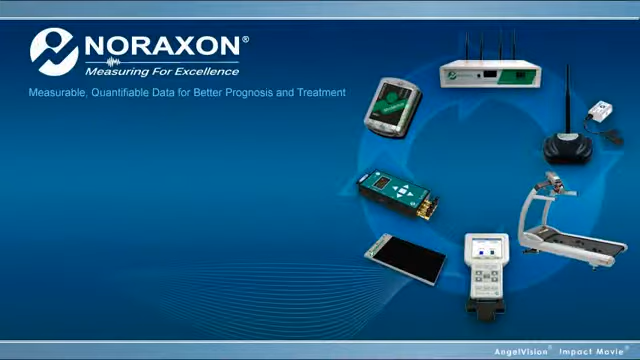 NORAXON®
Measuring For Excellence
Measurable, Quantifiable Data for Better Prognosis and Treatment
AngelVision® Impact Movie®